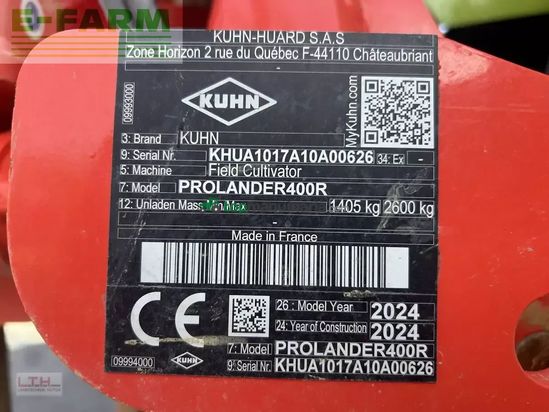 E-FARM
KUHN-HUARD S.A.S
Zone Horizon 2 rue du Québec F-44110 Châteaubriant
09993000
KUHN
MyKuhn.com
3: Brand KUHN
9: Serial Nr. KHUA1017A10A00626 34: Ex -
5: Machine Field Cultivator
7: Model PROLANDER400R
12: Unladen Mass, Min Max 1405 kg 2600 kg
- -
Made in France
CE
26: Model Year 2024
24: Year of Construction 2024
7: Model PROLANDER400R
9: Serial Nr. KHUA1017A10A00626
09994000
KUHN
LTH